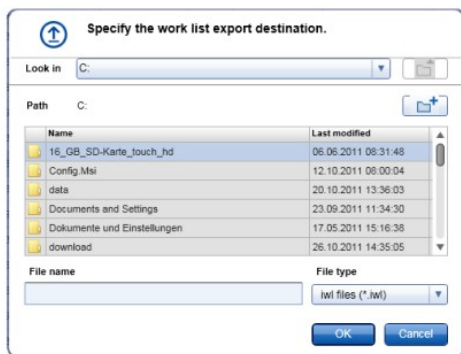 Specify the work list export destination.
Look in C:
Path C:
Name Last modified
16_GB_SD-Karte_touch_hd 06.06.2011 08:31:48
Config.Msi 12.10.2011 08:00:04
data 20.10.2011 13:36:03
Documents and Settings 23.09.2011 11:34:30
Dokumente und Einstellungen 17.05.2011 15:16:38
download 26.10.2011 14:35:05
File name File type
iwl files (*.iwl)
OK Cancel